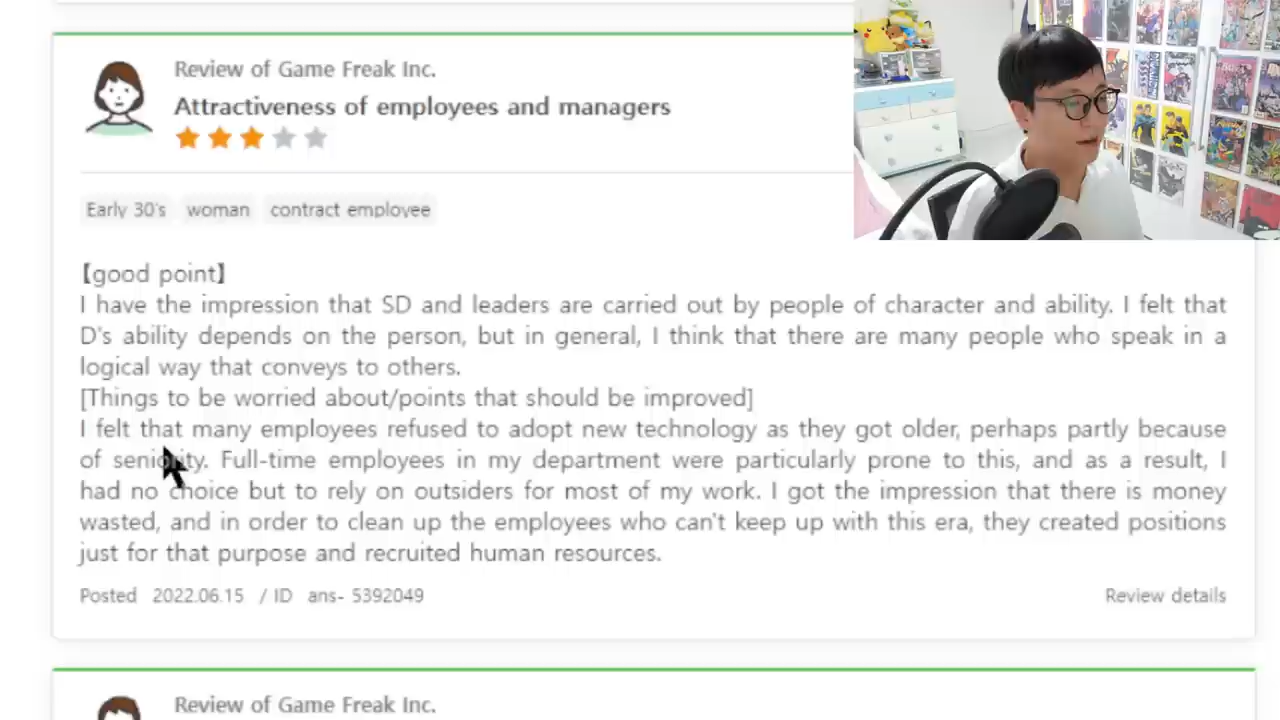 Review of Game Freak Inc.
Attractiveness of employees and managers
Early 30's woman contract employee
【good point】
I have the impression that SD and leaders are carried out by people of character and ability. I felt that
D's ability depends on the person, but in general, I think that there are many people who speak in a
logical way that conveys to others.
[Things to be worried about/points that should be improved]
I felt that many employees refused to adopt new technology as they got older, perhaps partly because
of seniority. Full-time employees in my department were particularly prone to this, and as a result, I
had no choice but to rely on outsiders for most of my work. I got the impression that there is money
wasted, and in order to clean up the employees who can't keep up with this era, they created positions
just for that purpose and recruited human resources.
Posted 2022.06.15 / ID ans- 5392049 Review details
Review of Game Freak Inc.